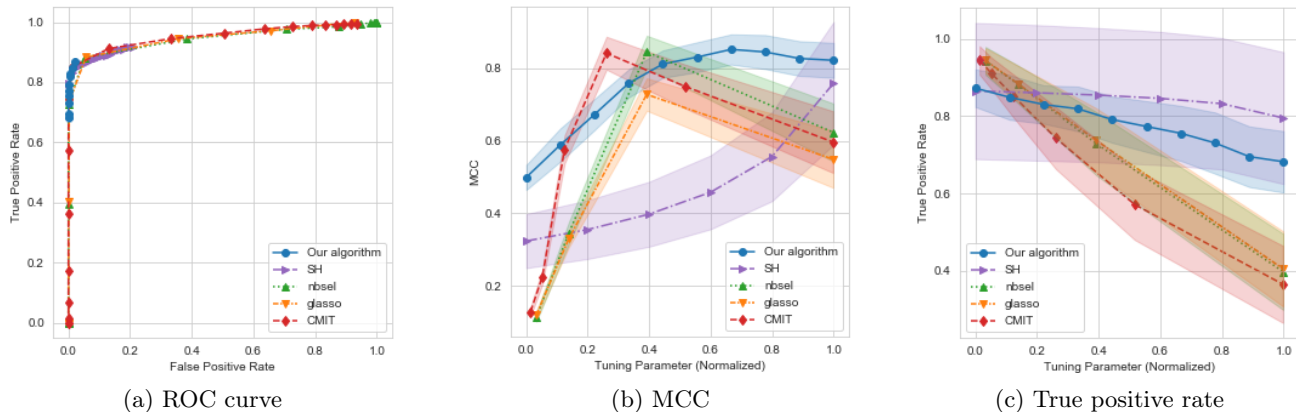 1.0
0.8
0.6
0.4
0.2
0.0
True Positive Rate
0.0 0.2 0.4 0.6 0.8 1.0
False Positive Rate
Our algorithm
SH
nbsel
glasso
CMIT
(a) ROC curve
0.8
0.6
0.4
0.2
MCC
0.0 0.2 0.4 0.6 0.8 1.0
Tuning Parameter (Normalized)
Our algorithm
SH
nbsel
glasso
CMIT
(b) MCC
1.0
0.8
0.6
0.4
True Positive Rate
0.0 0.2 0.4 0.6 0.8 1.0
Tuning Parameter (Normalized)
Our algorithm
SH
nbsel
glasso
CMIT
(c) True positive rate